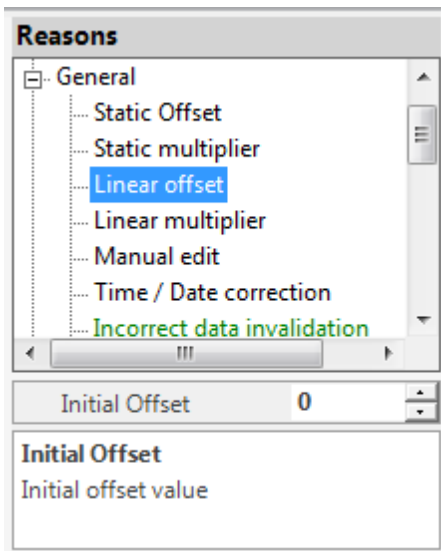 Reasons
General
Static Offset
Static multiplier
Linear offset
Linear multiplier
Manual edit
Time / Date correction
Incorrect data invalidation
Initial Offset 0
Initial Offset
Initial offset value